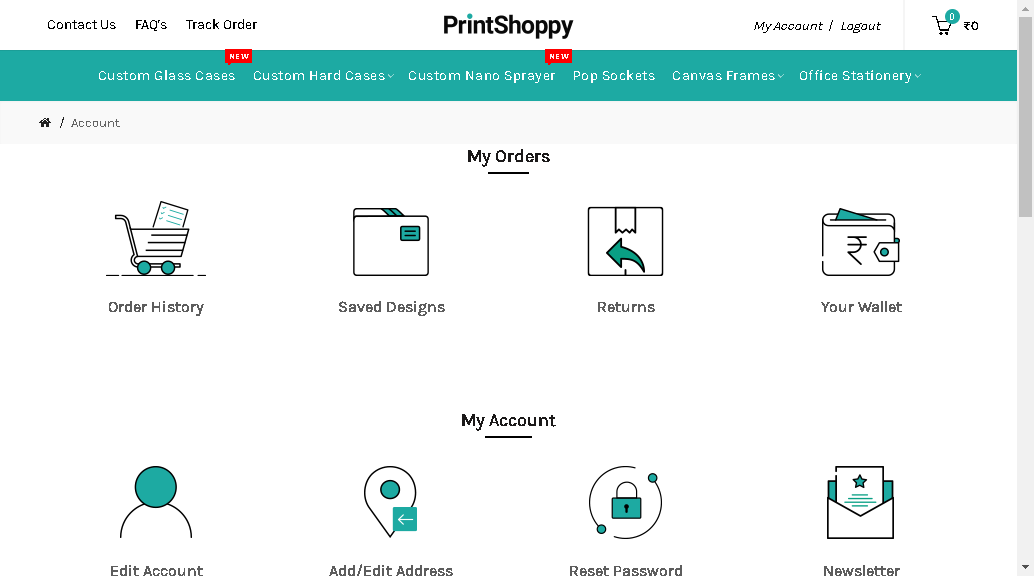 Contact Us FAQ's Track Order PrintShoppy My Account / Logout 0 ₹0
NEW NEW
Custom Glass Cases Custom Hard Cases Custom Nano Sprayer Pop Sockets Canvas Frames Office Stationery
/ Account
My Orders
Order History Saved Designs Returns Your Wallet
My Account
Edit Account Add/Edit Address Reset Password Newsletter